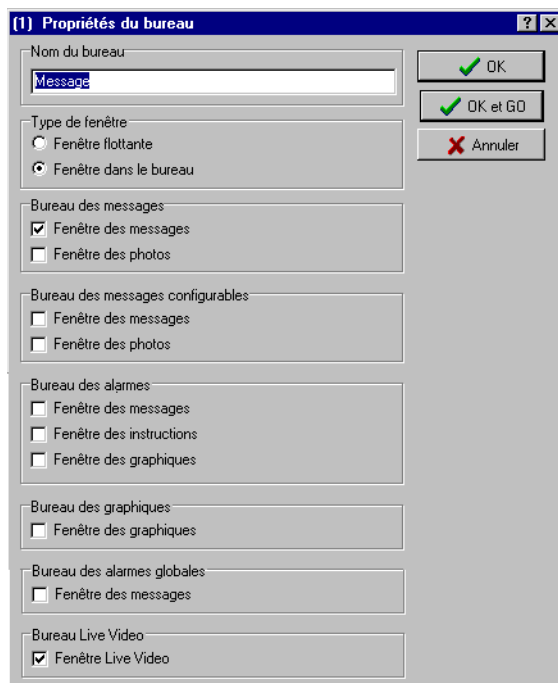 (1) Propriétés du bureau
Nom du bureau
Message
OK
OK et GO
Annuler
Type de fenêtre
Fenêtre flottante
Fenêtre dans le bureau
Bureau des messages
Fenêtre des messages
Fenêtre des photos
Bureau des messages configurables
Fenêtre des messages
Fenêtre des photos
Bureau des alarmes
Fenêtre des messages
Fenêtre des instructions
Fenêtre des graphiques
Bureau des graphiques
Fenêtre des graphiques
Bureau des alarmes globales
Fenêtre des messages
Bureau Live Video
Fenêtre Live Video